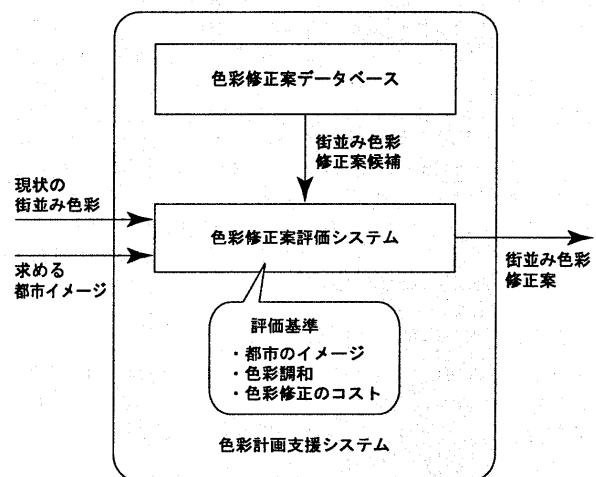 色彩修正案データベース
街並み色彩
修正案候補
現状の
街並み色彩
色彩修正案評価システム
求める
都市イメージ
街並み色彩
修正案
評価基準
・都市のイメージ
・色彩調和
・色彩修正のコスト
色彩計画支援システム